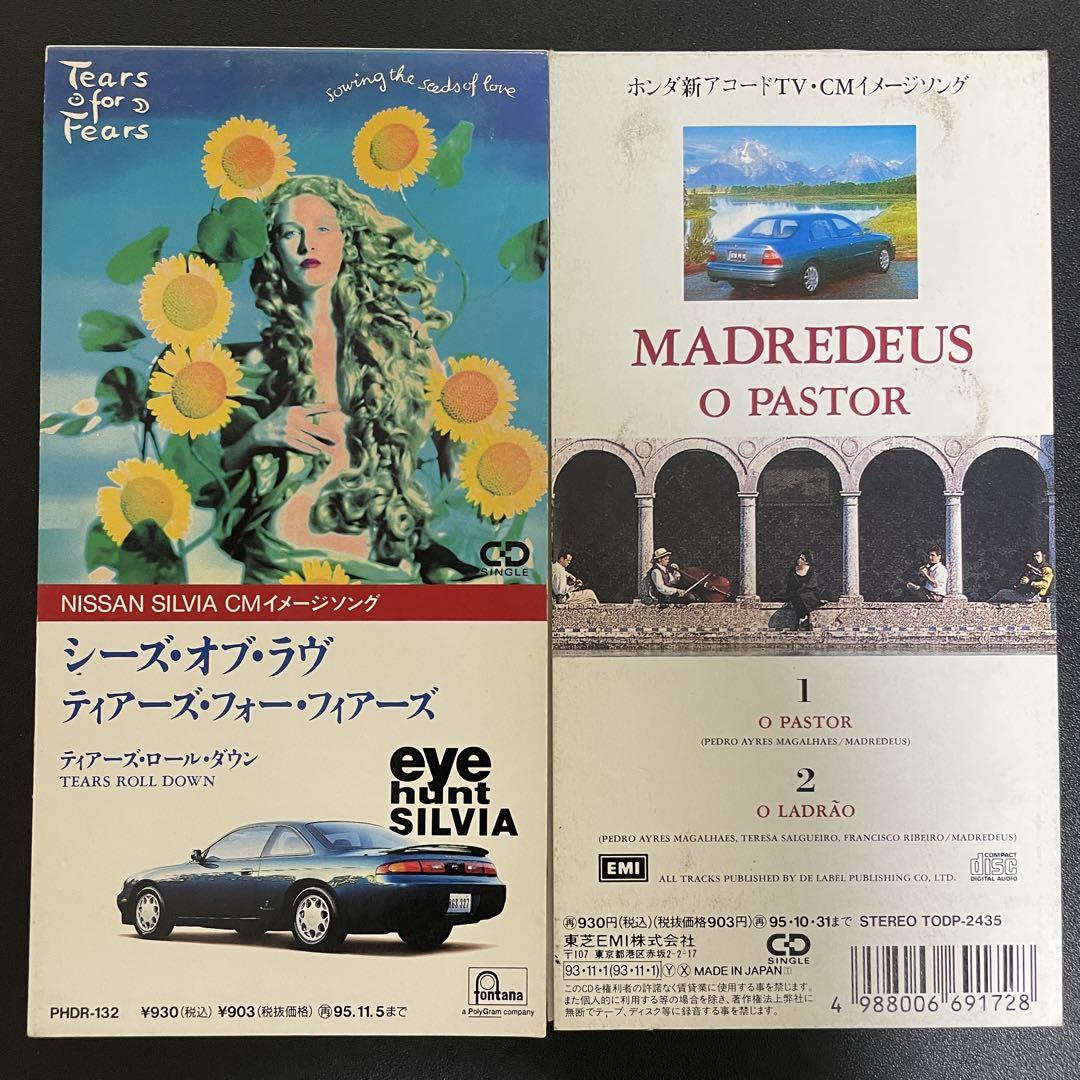 Tears
for
Fears
sowing the seeds of love
CD
SINGLE
NISSAN SILVIA CMイメージソング
シーズ・オブ・ラヴ
ティアーズ・フォー・フィアーズ
ティアーズ・ロール・ダウン
TEARS ROLL DOWN
eye
hunt
SILVIA
fontana
a PolyGram company
PHDR-132 ¥930(税込) ¥903(税抜価格) 再95.11.5まで
ホンダ新アコードTV・CMイメージソング
MADREDEUS
O PASTOR
1
O PASTOR
(PEDRO AYRES MAGALHAES/MADREDEUS)
2
O LADRÃO
(PEDRO AYRES MAGALHAES, TERESA SALGUEIRO, FRANCISCO RIBEIRO/MADREDEUS)
EMI
ALL TRACKS PUBLISHED BY DE LABEL PUBLISHING CO, LTD.
COMPACT
disc
DIGITAL AUDIO
再930円(税込)(税抜価格903円)再95・10・31まで STEREO TODP-2435
東芝EMI株式会社
〒107 東京都港区赤坂2-2-17
CD
SINGLE
93・11・1(93・11・1) Y X MADE IN JAPAN
このCDを権利者の許諾なく賃貸業に使用する事を禁じます。
また個人的に利用する等の場合を除き、著作権法上弊社に
無断でテープ、ディスク等に録音する事を禁じます。
4 988006 691728